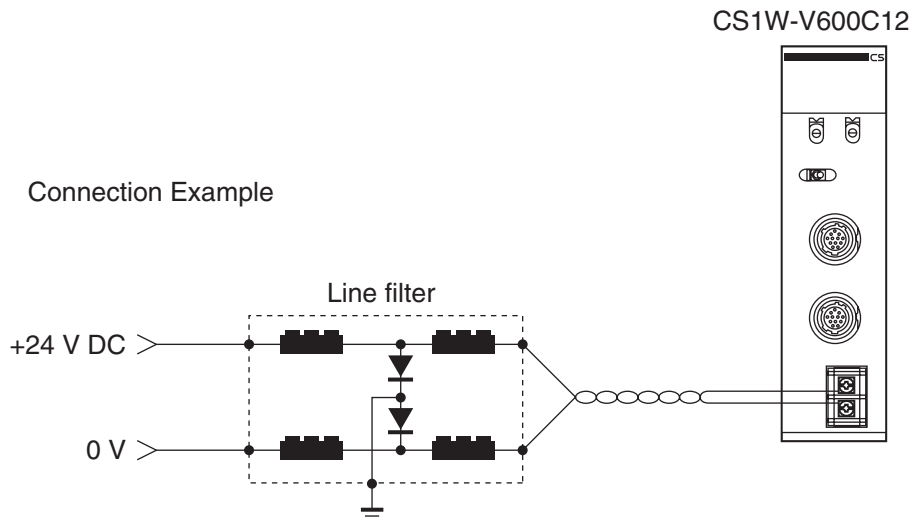 CS1W-V600C12
CS
Connection Example
Line filter
+24 V DC
0 V